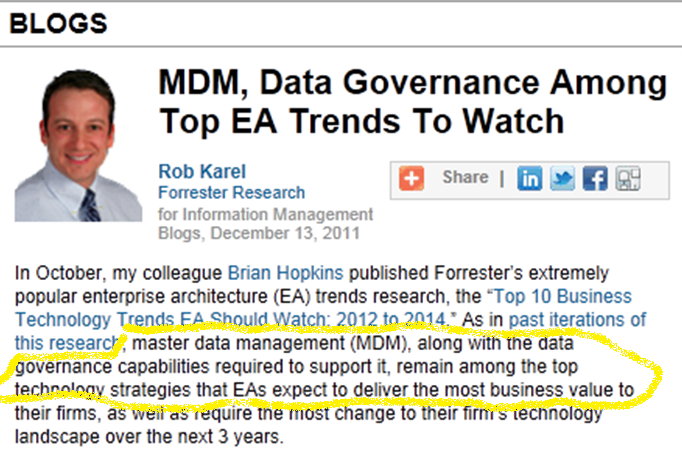 BLOGS
MDM, Data Governance Among
Top EA Trends To Watch
Rob Karel
Forrester Research
for Information Management
Blogs, December 13, 2011
Share |
In October, my colleague Brian Hopkins published Forrester's extremely
popular enterprise architecture (EA) trends research, the “Top 10 Business
Technology Trends EA Should Watch: 2012 to 2014.” As in past iterations of
this research, master data management (MDM), along with the data
governance capabilities required to support it, remain among the top
technology strategies that EAs expect to deliver the most business value to
their firms, as well as require the most change to their firm's technology
landscape over the next 3 years.